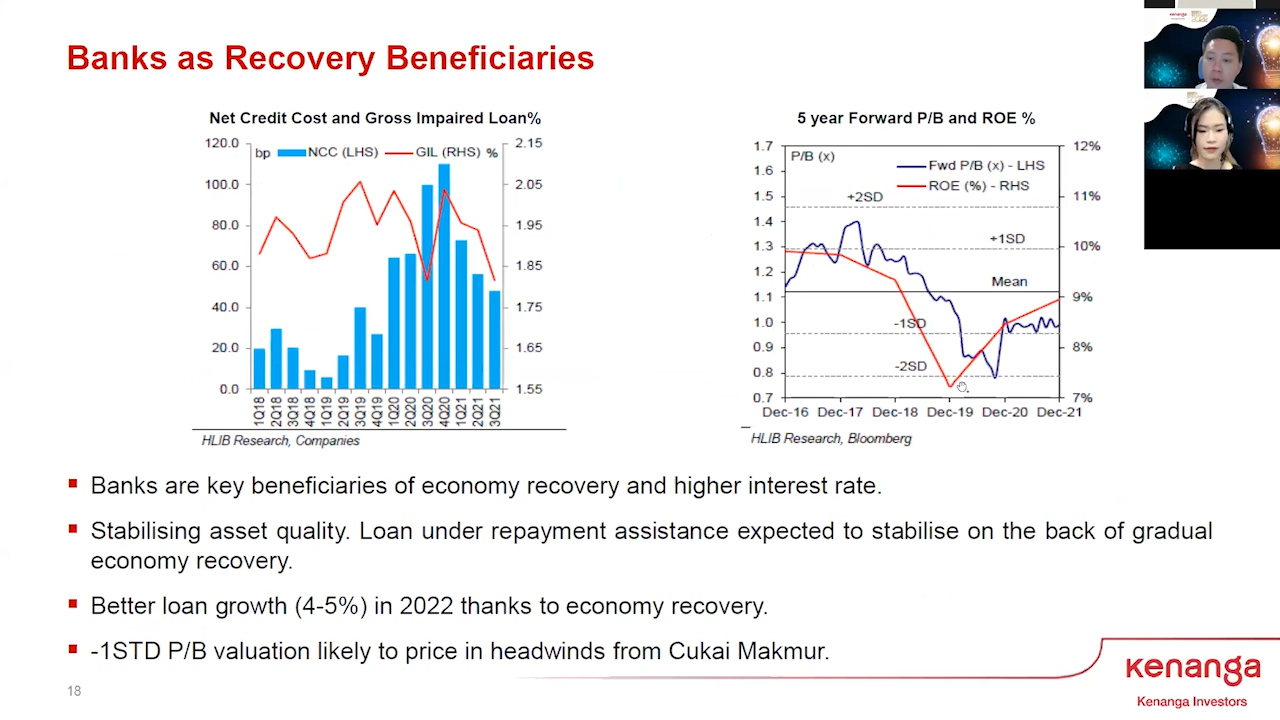 Banks as Recovery Beneficiaries
Net Credit Cost and Gross Impaired Loan%
120.0
100.0
80.0
60.0
40.0
20.0
0.0
bp
NCC (LHS)
GIL (RHS)
%
2.15
2.05
1.95
1.85
1.75
1.65
1.55
1Q18
2Q18
3Q18
4Q18
1Q19
2Q19
3Q19
4Q19
1Q20
2Q20
3Q20
4Q20
1Q21
2Q21
3Q21
HLIB Research, Companies
5 year Forward P/B and ROE %
1.7
1.6
1.5
1.4
1.3
1.2
1.1
1.0
0.9
0.8
0.7
P/B (x)
Fwd P/B (x) - LHS
ROE (%) - RHS
+2SD
+1SD
Mean
-1SD
-2SD
12%
11%
10%
9%
8%
7%
Dec-16
Dec-17
Dec-18
Dec-19
Dec-20
Dec-21
HLIB Research, Bloomberg
Banks are key beneficiaries of economy recovery and higher interest rate.
Stabilising asset quality. Loan under repayment assistance expected to stabilise on the back of gradual
economy recovery.
Better loan growth (4-5%) in 2022 thanks to economy recovery.
-1STD P/B valuation likely to price in headwinds from Cukai Makmur.
18
kenanga
Kenanga Investors
kenanga